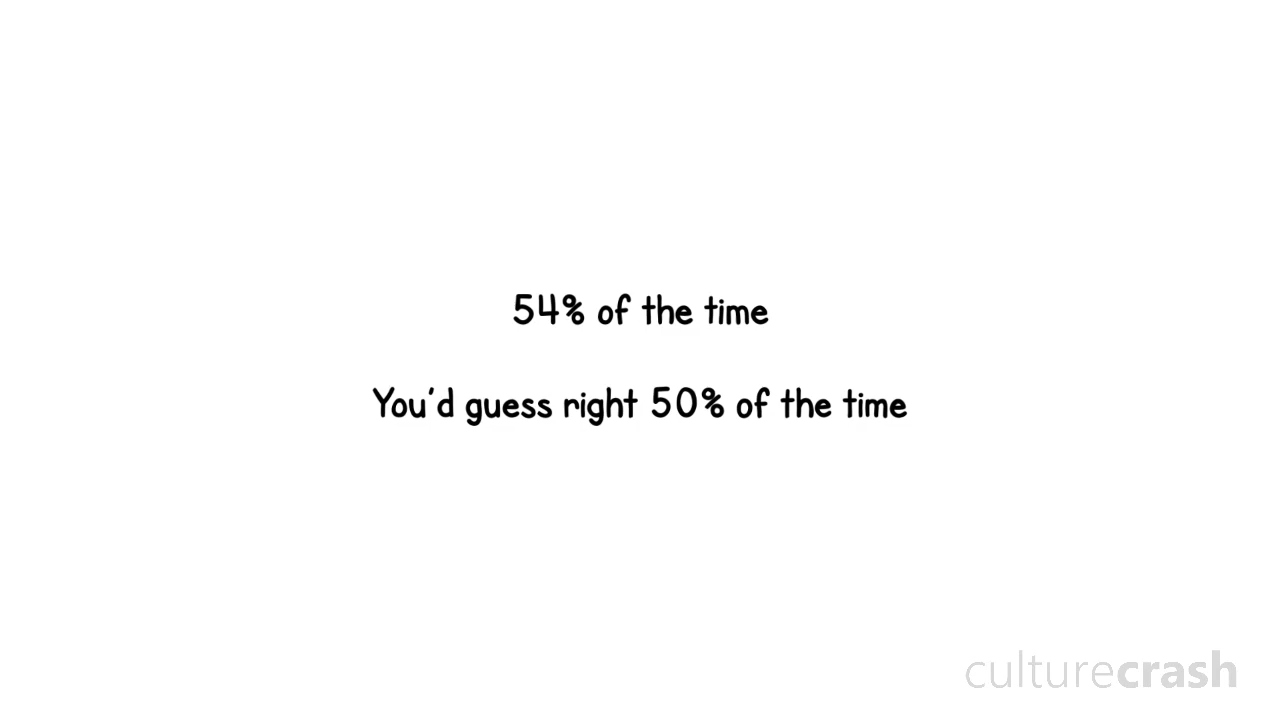 54% of the time
You'd guess right 50% of the time
culturecrash